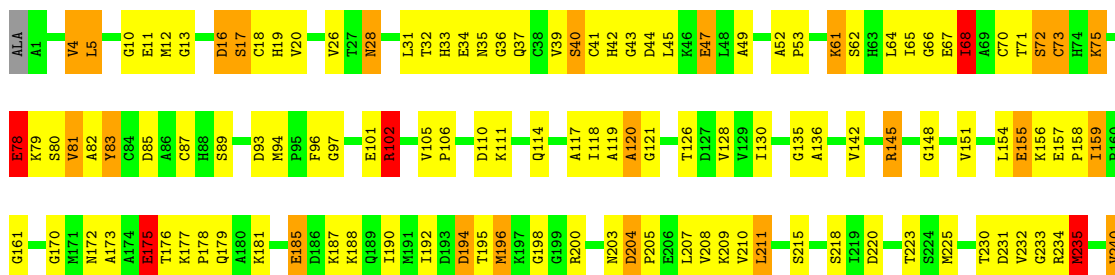 ALA A1 V4 L5 G10 E11 M12 G13 D16 S17 C18 H19 V20 V26 T27 N28 L31 T32 H33 E34 N35 G36 Q37 C38 V39 S40 C41 H42 G43 D44 L45 K46 E47 L48 A49 A52 P53 K61 S62 H63 L64 I65 G66 E67 I68 A69 C70 T71 S72 C73 H74 K75
E78 K79 S80 V81 A82 Y83 C84 D85 A86 C87 H88 S89 D93 M94 P95 F96 G97 E101 R102 V105 P106 D110 K111 Q114 A117 I118 A119 A120 G121 T126 D127 V128 V129 I130 G135 A136 V142 R145 G148 V151 L154 E155 K156 E157 P158 I159
G161 G170 M171 N172 A173 A174 E175 T176 K177 P178 Q179 A180 K181 E185 D186 K187 K188 Q189 I190 M191 I192 D193 D194 T195 M196 K197 G198 G199 R200 N203 D204 P205 E206 L207 V208 K209 V210 L211 S215 S218 I219 D220 T223 S224 M225 T230 D231 V232 G233 R234 M235